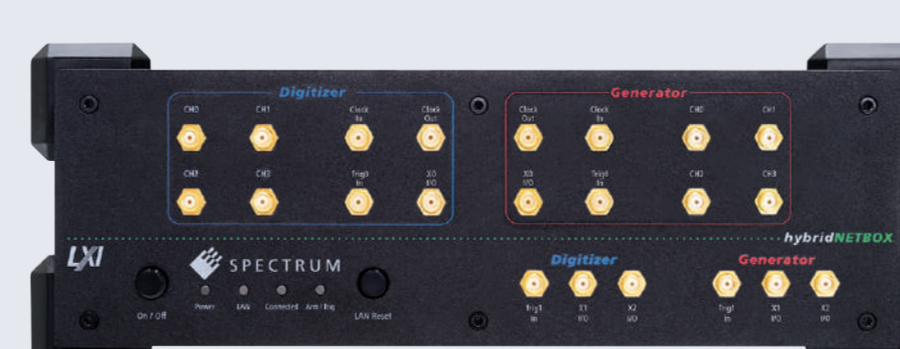 Digitizer
CH0 CH1 Clock In Clock Out
CH2 CH3 Trig0 In X0 I/O
Generator
Clock Out Clock In CH0 CH1
X0 I/O Trig1 In CH2 CH3
hybridNETBOX
LXI
SPECTRUM
On / Off
Power LAN Connected Arm / Trig
LAN Reset
Digitizer
Trig1 In X1 I/O X2 I/O
Generator
Trig1 In X1 I/O X2 I/O